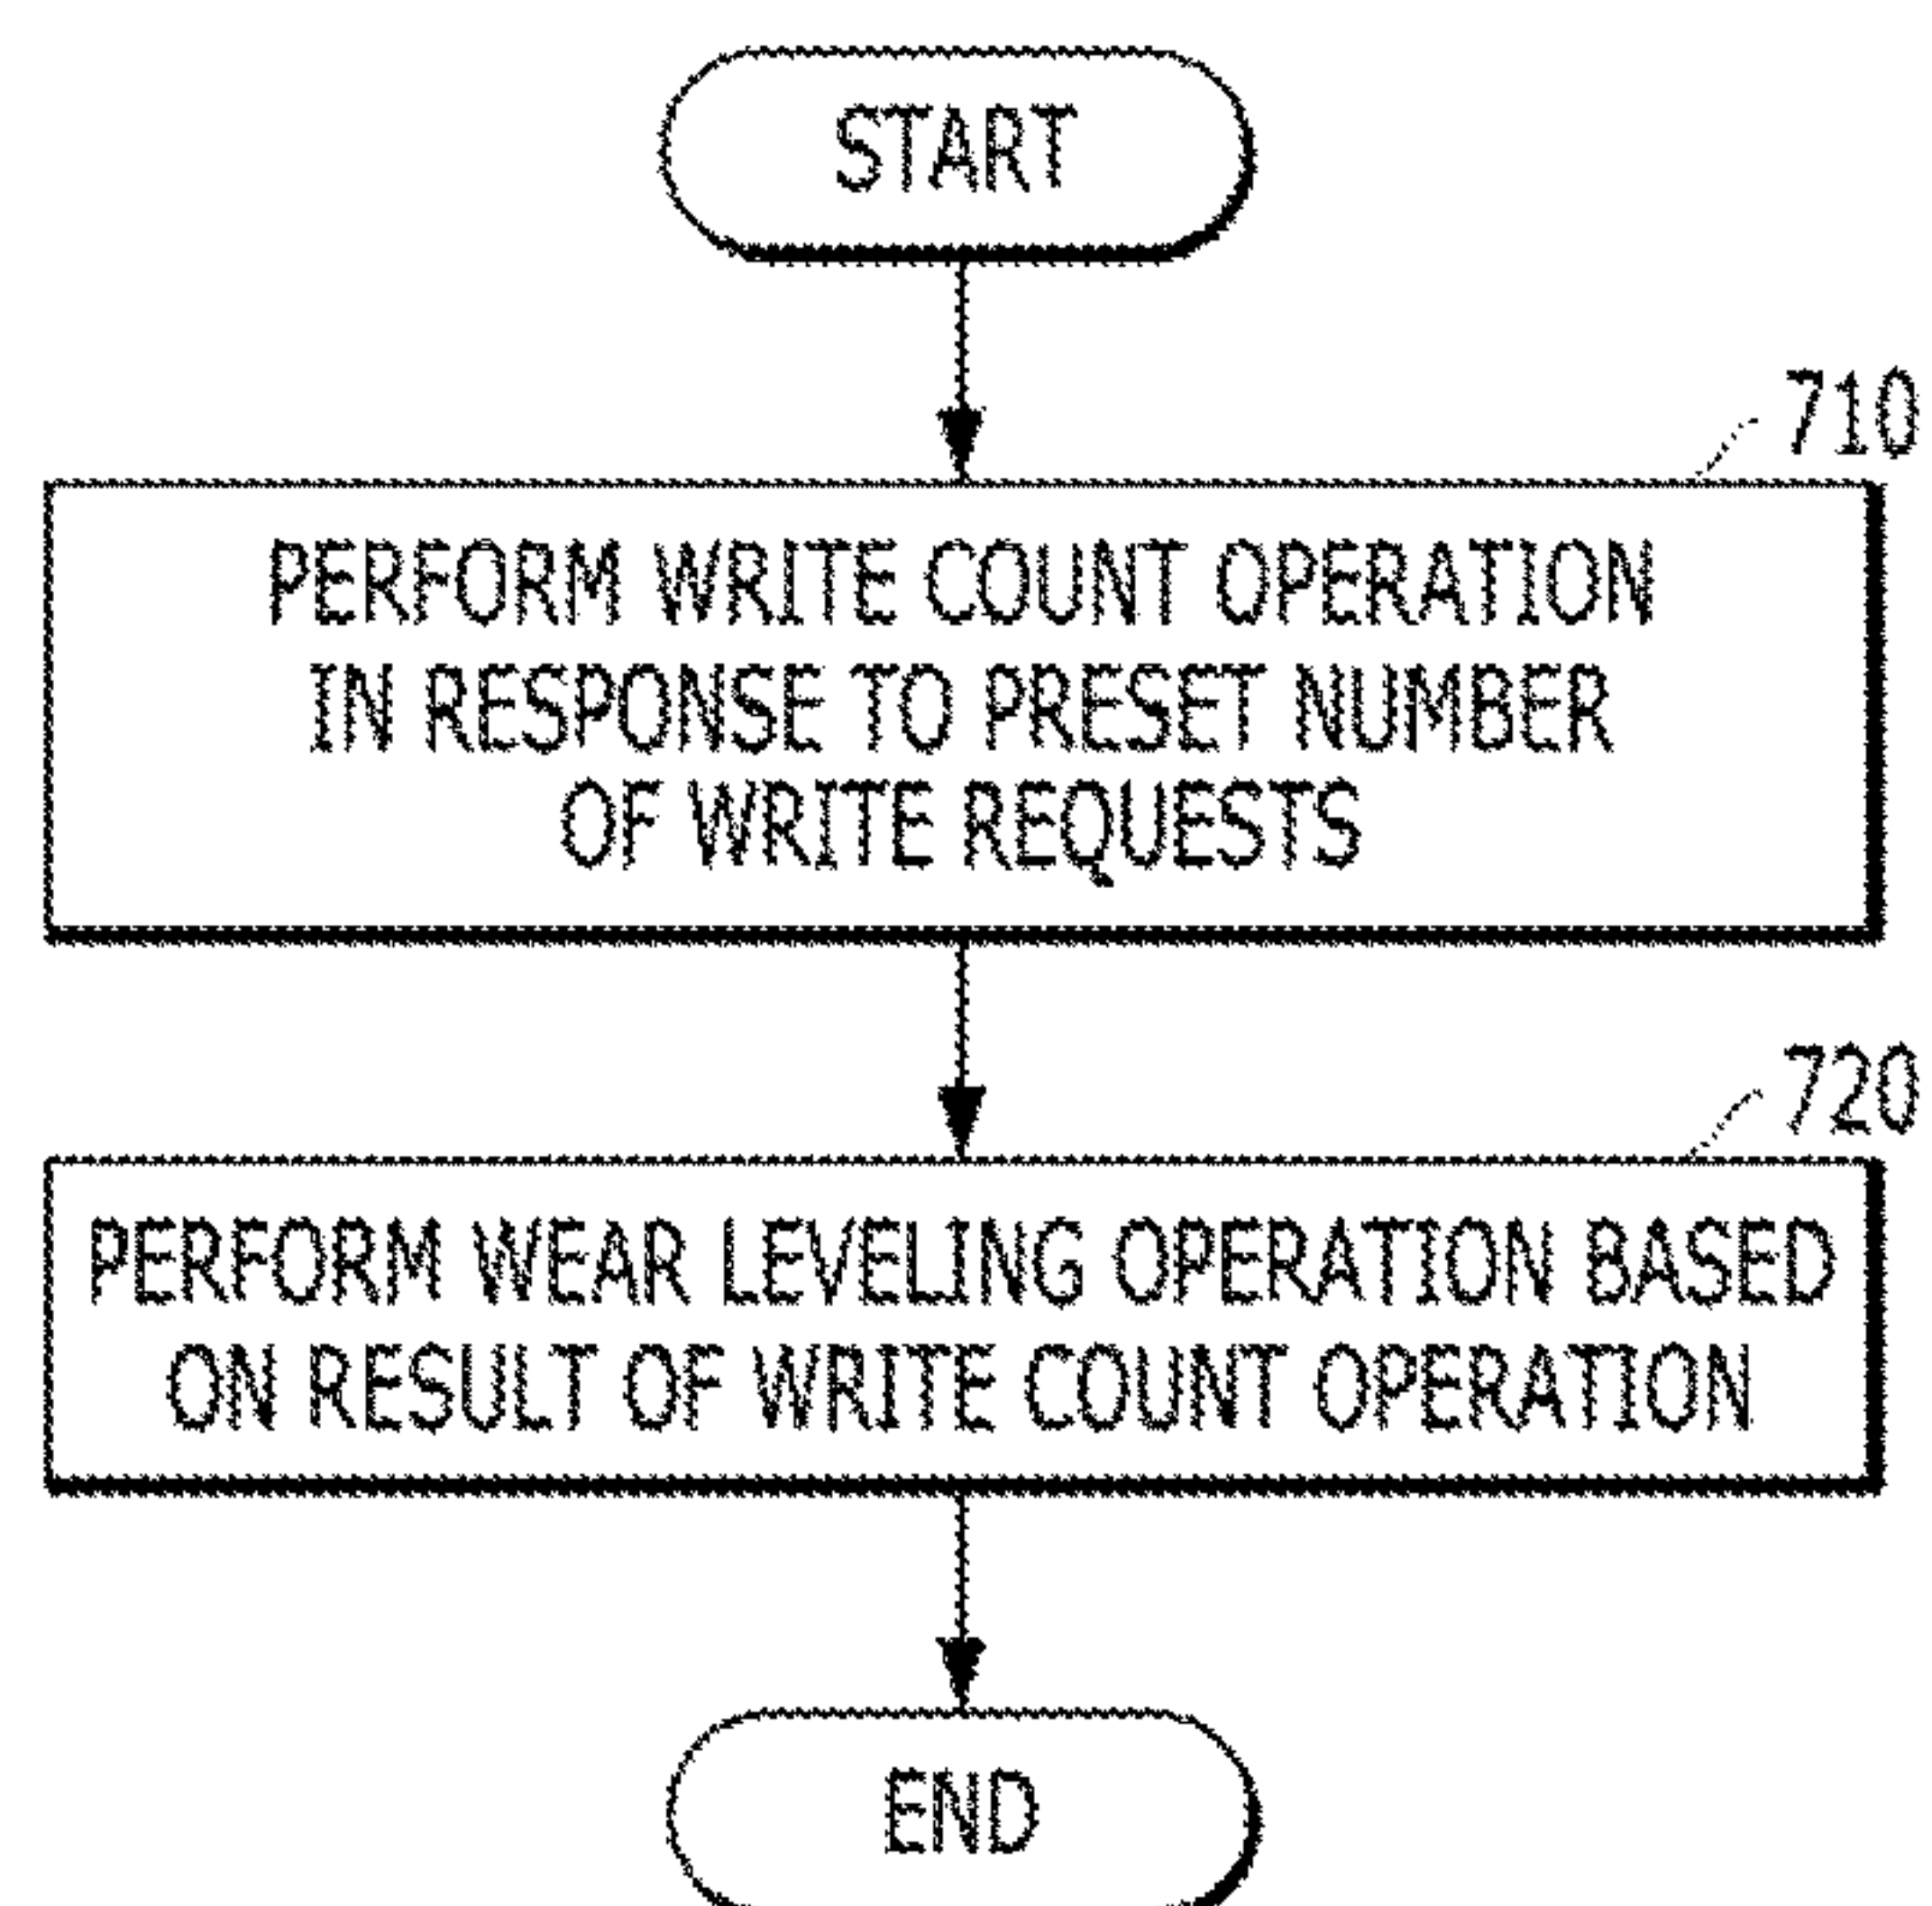 START
710
PERFORM WRITE COUNT OPERATION
IN RESPONSE TO PRESET NUMBER
OF WRITE REQUESTS
720
PERFORM WEAR LEVELING OPERATION BASED
ON RESULT OF WRITE COUNT OPERATION
END